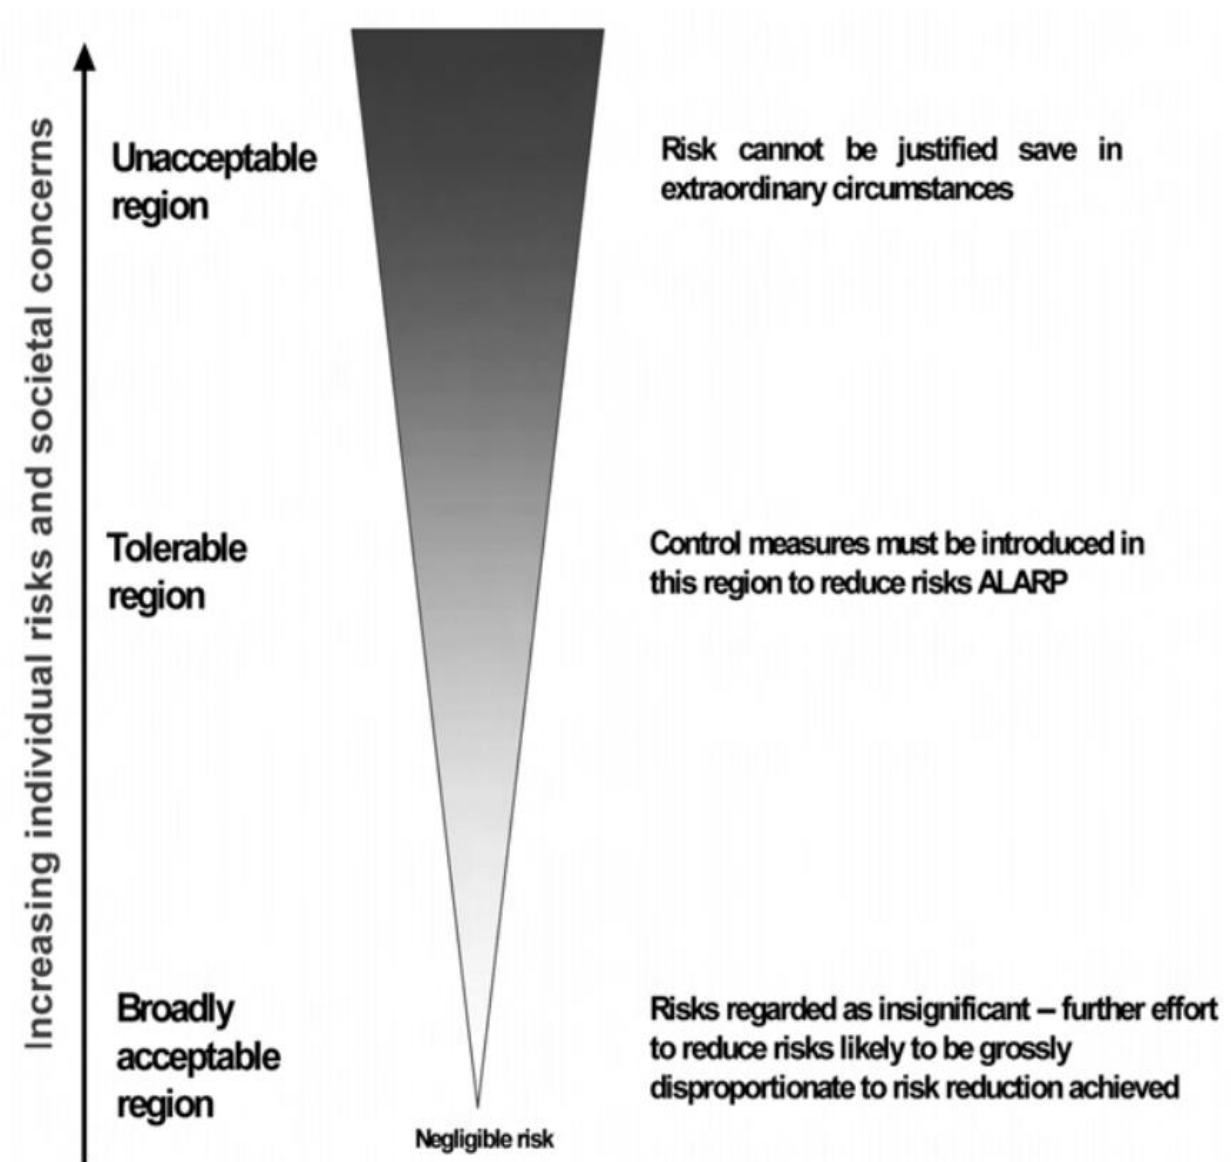 Increasing individual risks and societal concerns
Unacceptable
region
Risk cannot be justified save in
extraordinary circumstances
Tolerable
region
Control measures must be introduced in
this region to reduce risks ALARP
Broadly
acceptable
region
Risks regarded as insignificant – further effort
to reduce risks likely to be grossly
disproportionate to risk reduction achieved
Negligible risk